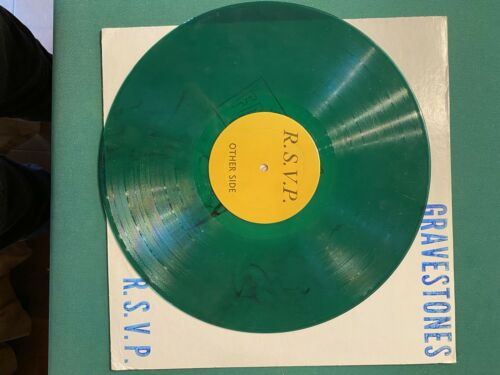 R.S.V.P.
OTHER SIDE
GRAVESTONES
R.S.V.P.